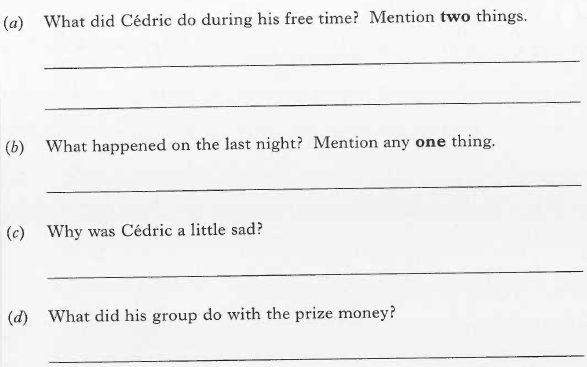 (a) What did Cédric do during his free time? Mention two things.
(b) What happened on the last night? Mention any one thing.
(c) Why was Cédric a little sad?
(d) What did his group do with the prize money?